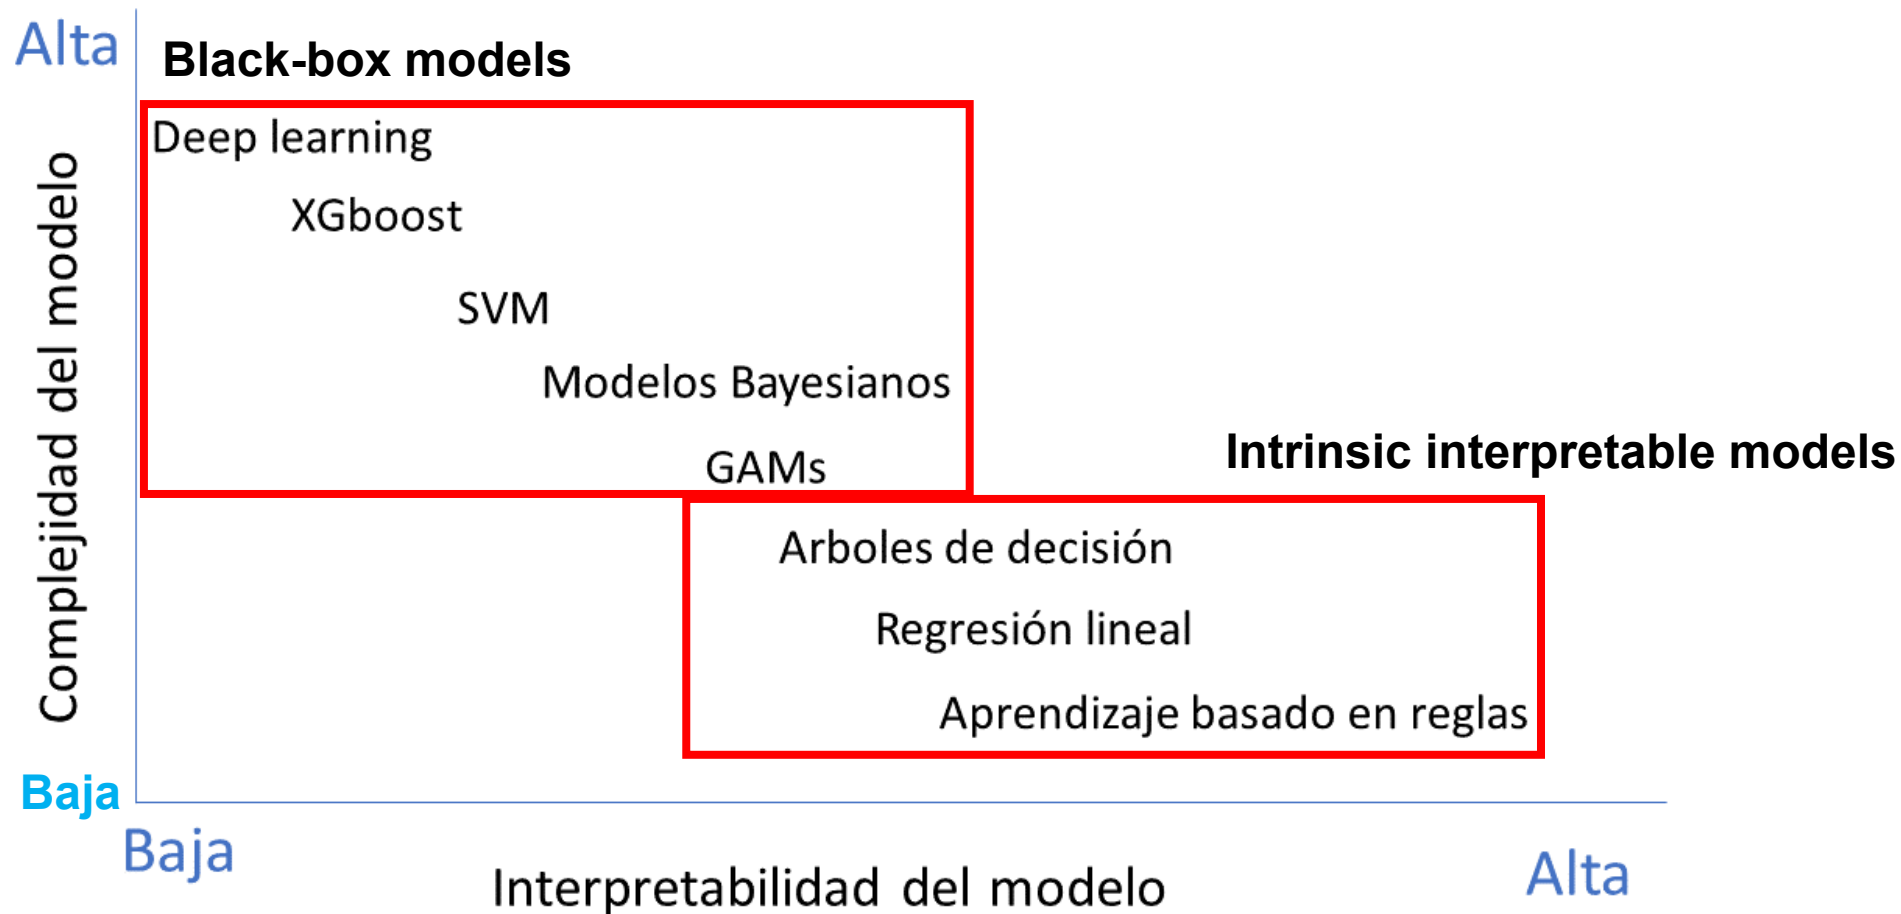 Alta
Black-box models
Deep learning
XGboost
SVM
Modelos Bayesianos
GAMs
Intrinsic interpretable models
Arboles de decisión
Regresión lineal
Aprendizaje basado en reglas
Complejidad del modelo
Baja
Baja
Interpretabilidad del modelo
Alta